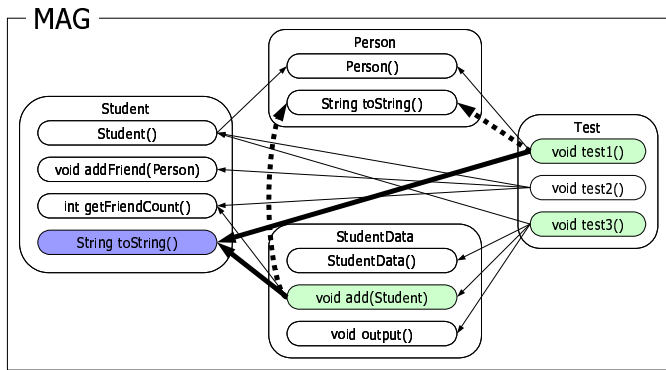 MAG
Person
Person()
String toString()
Student
Student()
void addFriend(Person)
int getFriendCount()
String toString()
Test
void test1()
void test2()
void test3()
StudentData
StudentData()
void add(Student)
void output()